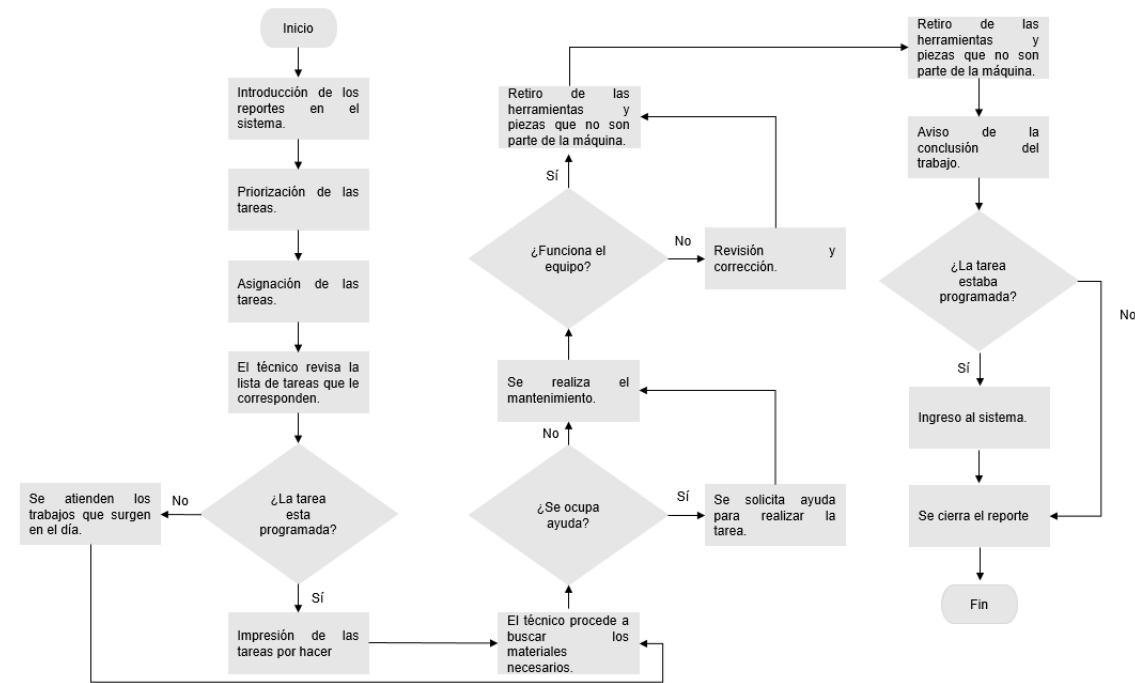 Inicio
Introducción de los
reportes en el
sistema.
Priorización de las
tareas.
Asignación de las
tareas.
El técnico revisa la
lista de tareas que le
corresponden.
¿La tarea
esta
programada?
No
Se atienden los
trabajos que surgen
en el día.
Sí
Impresión de las
tareas por hacer
El técnico procede a
buscar los
materiales
necesarios.
¿Se ocupa
ayuda?
Sí
Se solicita ayuda
para realizar la
tarea.
No
Se realiza el
mantenimiento.
¿Funciona el
equipo?
No
Revisión y
corrección.
Sí
Retiro de las
herramientas y
piezas que no son
parte de la máquina.
Retiro de las
herramientas y
piezas que no son
parte de la máquina.
Aviso de la
conclusión del
trabajo.
¿La tarea
estaba
programada?
No
Sí
Ingreso al sistema.
Se cierra el reporte
Fin